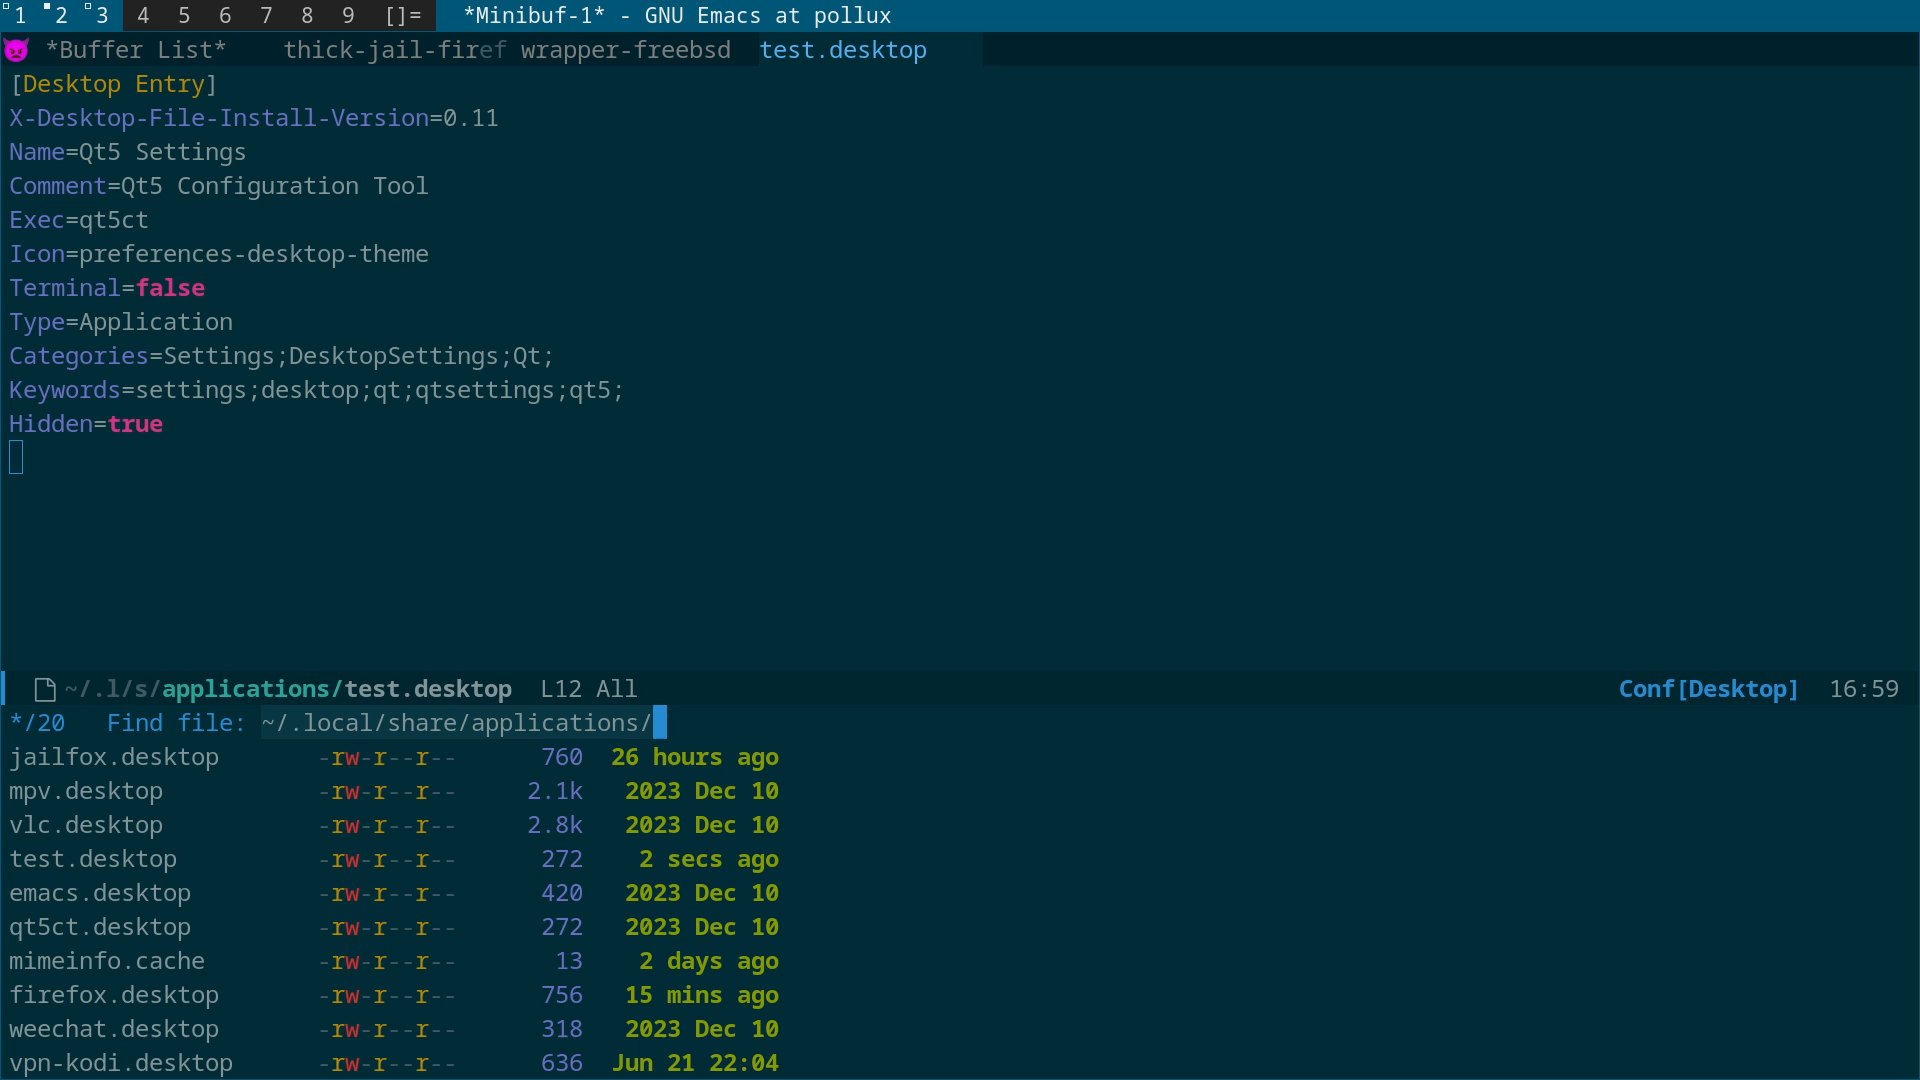 1 2 3 4 5 6 7 8 9 []= *Minibuf-1* - GNU Emacs at pollux
*Buffer List* thick-jail-firef wrapper-freebsd test.desktop
[Desktop Entry]
X-Desktop-File-Install-Version=0.11
Name=Qt5 Settings
Comment=Qt5 Configuration Tool
Exec=qt5ct
Icon=preferences-desktop-theme
Terminal=false
Type=Application
Categories=Settings;DesktopSettings;Qt;
Keywords=settings;desktop;qt;qtsettings;qt5;
Hidden=true
~/.l/s/applications/test.desktop L12 All Conf[Desktop] 16:59
*/20 Find file: ~/.local/share/applications/
jailfox.desktop -rw-r--r-- 760 26 hours ago
mpv.desktop -rw-r--r-- 2.1k 2023 Dec 10
vlc.desktop -rw-r--r-- 2.8k 2023 Dec 10
test.desktop -rw-r--r-- 272 2 secs ago
emacs.desktop -rw-r--r-- 420 2023 Dec 10
qt5ct.desktop -rw-r--r-- 272 2023 Dec 10
mimeinfo.cache -rw-r--r-- 13 2 days ago
firefox.desktop -rw-r--r-- 756 15 mins ago
weechat.desktop -rw-r--r-- 318 2023 Dec 10
vpn-kodi.desktop -rw-r--r-- 636 Jun 21 22:04